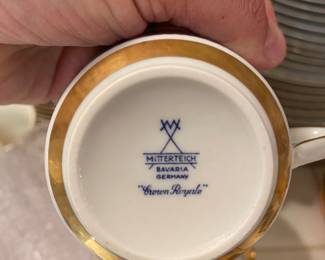 MITTERTEICH
BAVARIA
GERMANY
"Crown Royale"